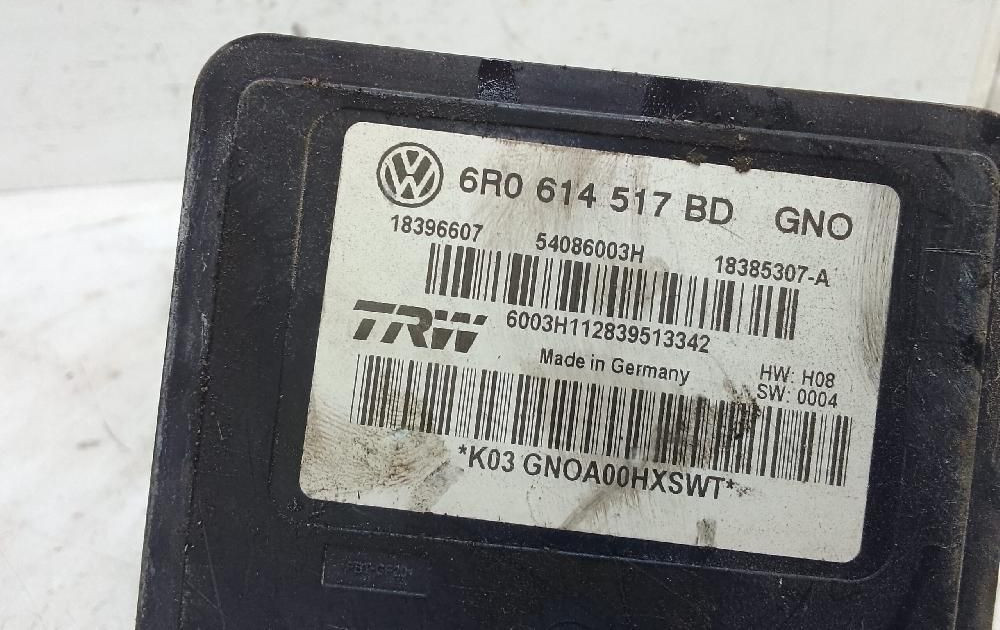 6R0 614 517 BD GNO
18396607 54086003H 18385307-A
TRW 6003H112839513342
Made in Germany HW: H08
SW: 0004
*K03 GNOA00HXSWT*